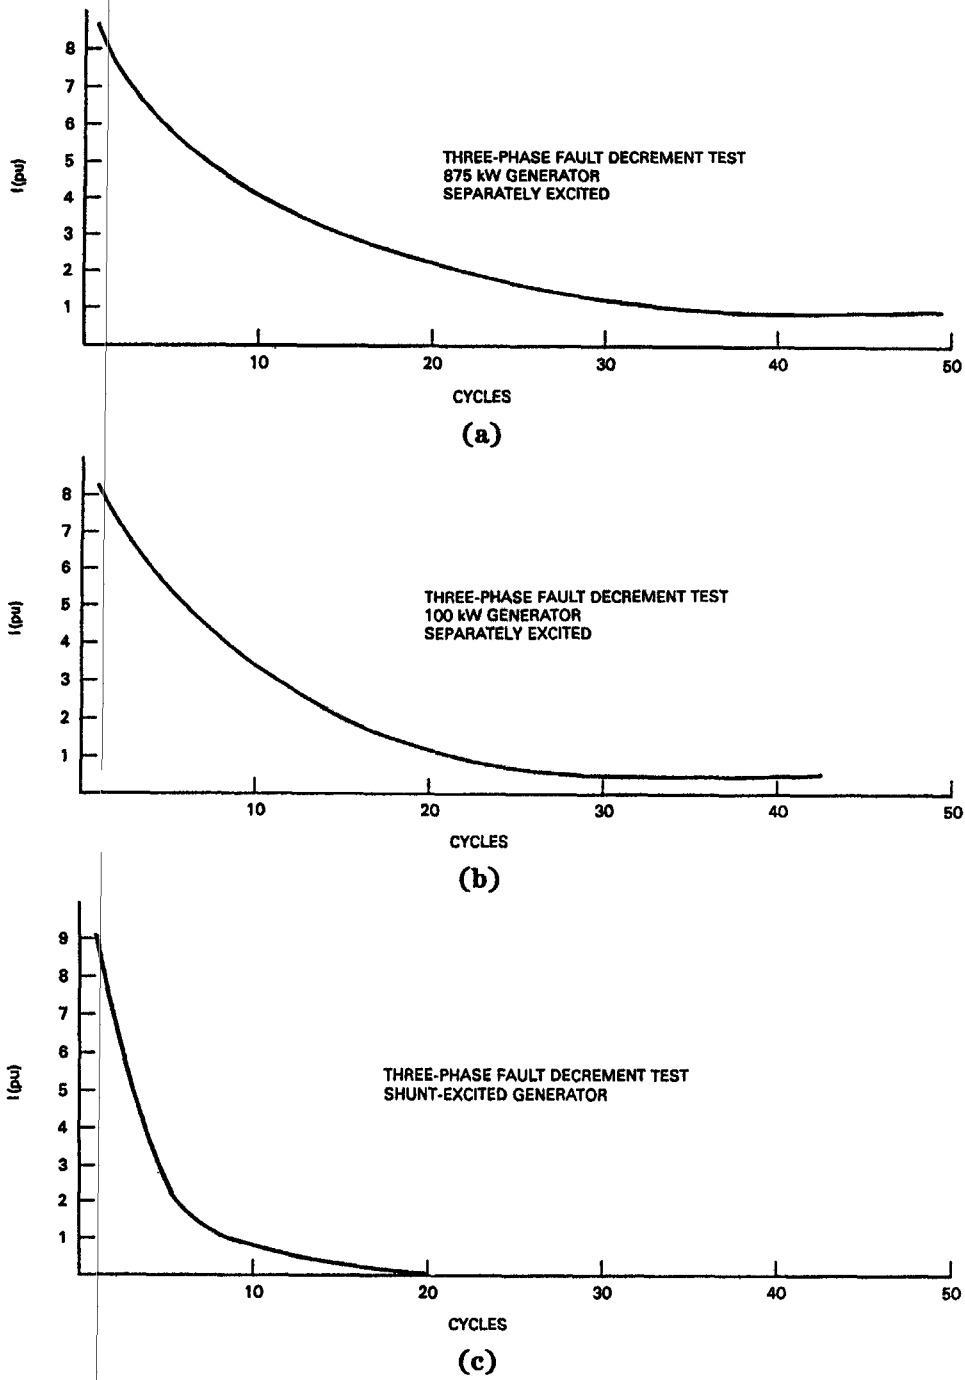 8
7
6
5
4
3
2
1
I (pu)
THREE-PHASE FAULT DECREMENT TEST
875 kW GENERATOR
SEPARATELY EXCITED
10
20
30
40
50
CYCLES
(a)
8
7
6
5
4
3
2
1
I (pu)
THREE-PHASE FAULT DECREMENT TEST
100 kW GENERATOR
SEPARATELY EXCITED
10
20
30
40
50
CYCLES
(b)
9
8
7
6
5
4
3
2
1
I (pu)
THREE-PHASE FAULT DECREMENT TEST
SHUNT-EXCITED GENERATOR
10
20
30
40
50
CYCLES
(c)